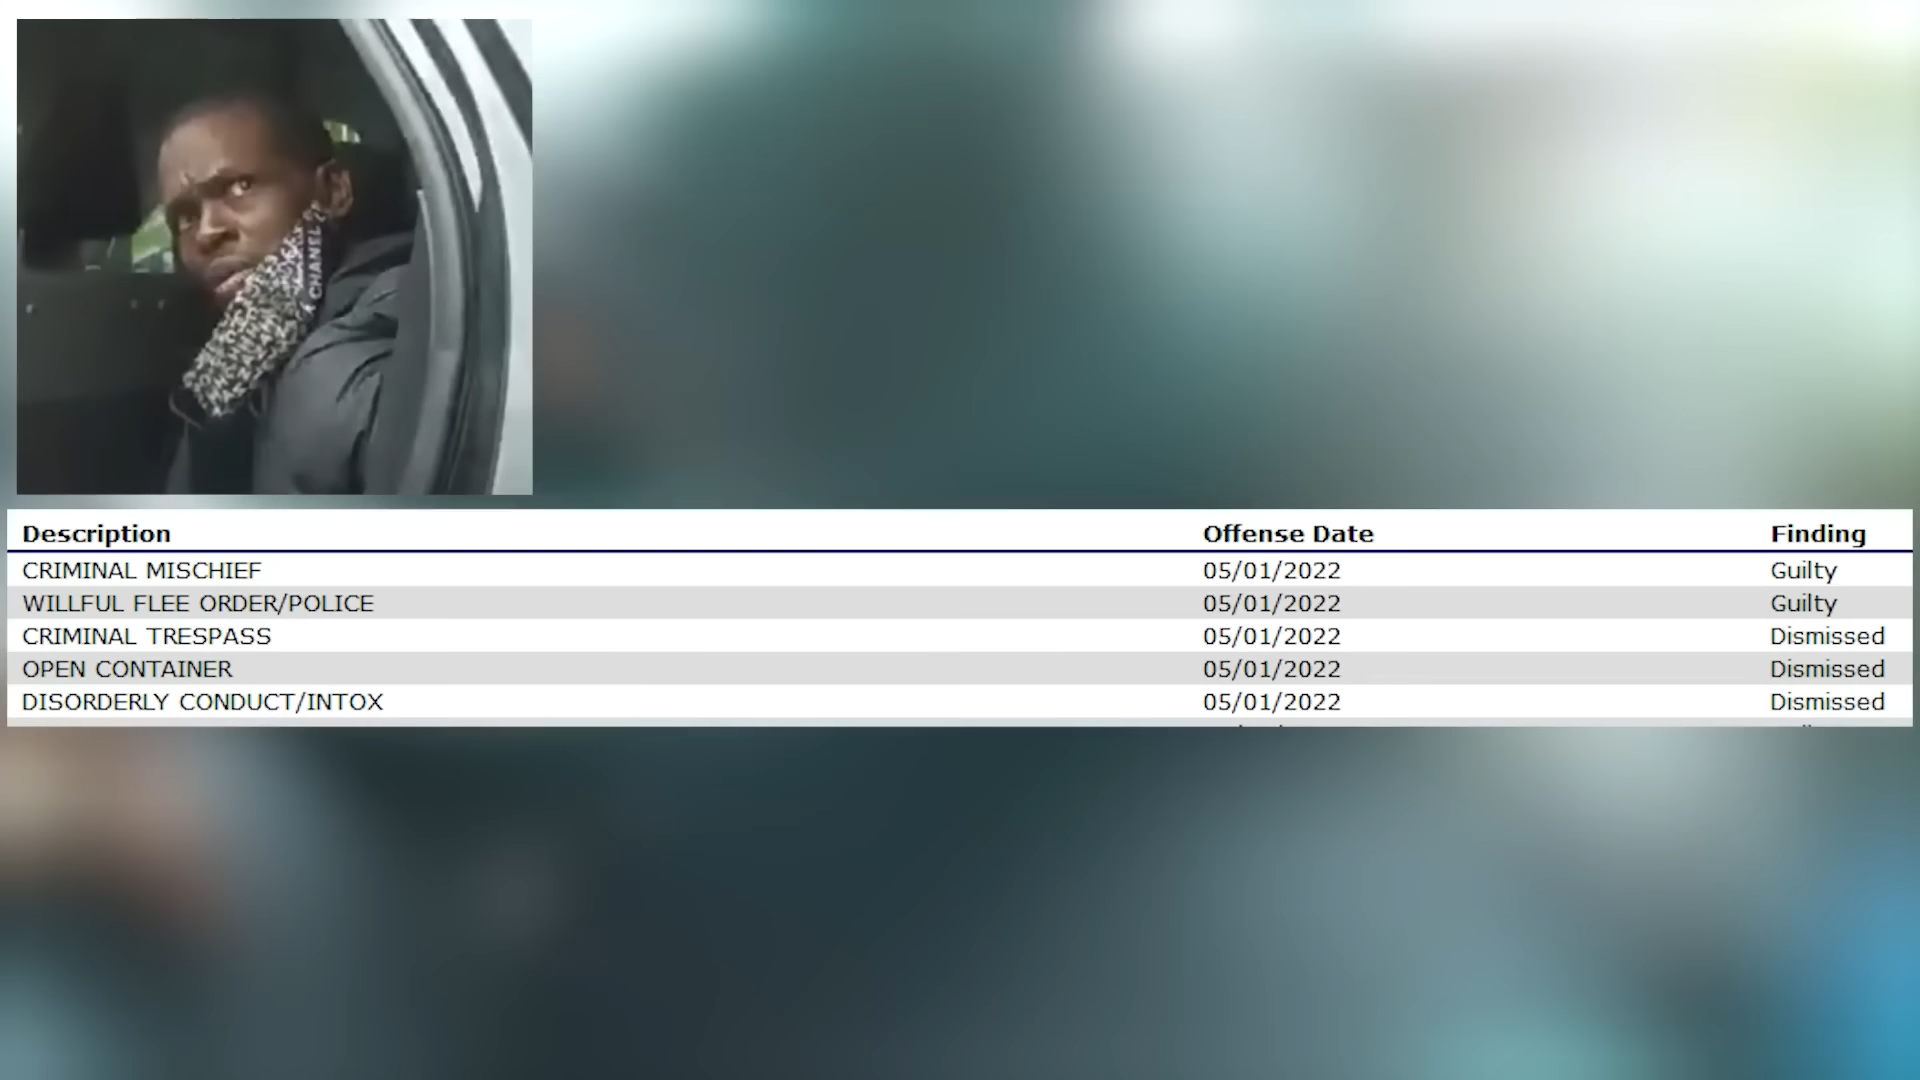 CHANEL
Description Offense Date Finding
CRIMINAL MISCHIEF 05/01/2022 Guilty
WILLFUL FLEE ORDER/POLICE 05/01/2022 Guilty
CRIMINAL TRESPASS 05/01/2022 Dismissed
OPEN CONTAINER 05/01/2022 Dismissed
DISORDERLY CONDUCT/INTOX 05/01/2022 Dismissed